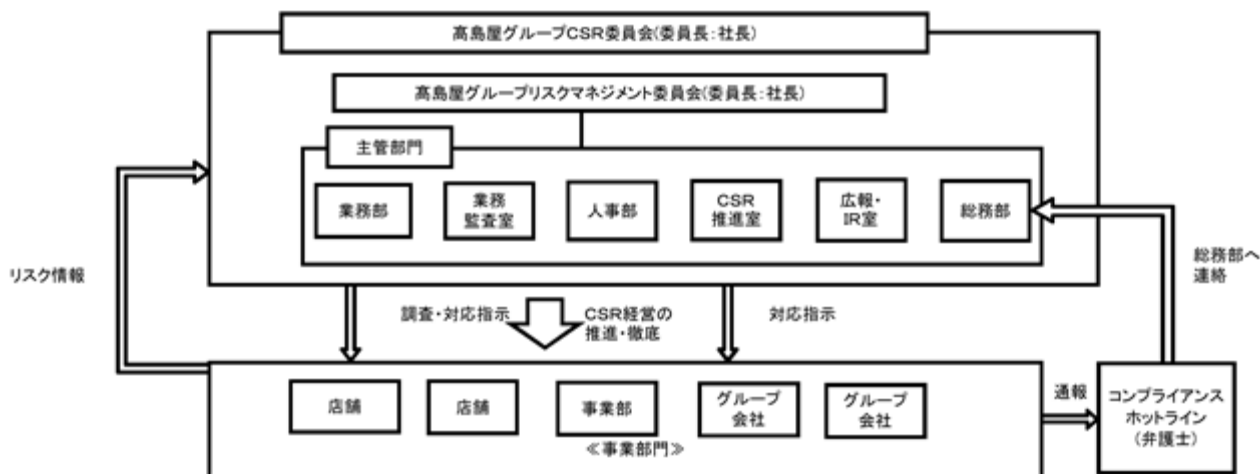 髙島屋グループCSR委員会(委員長:社長)
髙島屋グループリスクマネジメント委員会(委員長:社長)
主管部門
業務部
業務
監査室
人事部
CSR
推進室
広報・
IR室
総務部
リスク情報
総務部へ
連絡
調査・対応指示
CSR経営の
推進・徹底
対応指示
店舗
店舗
事業部
グループ
会社
グループ
会社
≪事業部門≫
通報
コンプライアンス
ホットライン
(弁護士)